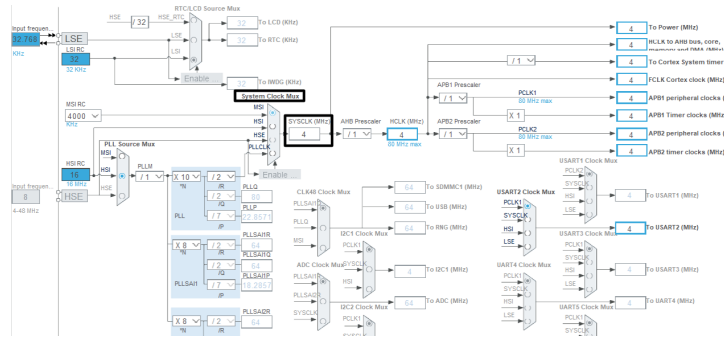 RTC/LCD Source Mux
HSE
/ 32
HSE_RTC
32
To LCD (KHz)
Input frequen...
32.768
KHz
LSE
LSE
32
To RTC (KHz)
LSI RC
32
32 KHz
LSI
Enable ...
32
To IWDG (KHz)
System Clock Mux
MSI RC
4000
KHz
MSI
HSI
HSE
PLLCLK
Enable ...
SYSCLK (MHz)
4
AHB Prescaler
/ 1
HCLK (MHz)
4
80 MHz max
4
To Power (MHz)
4
HCLK to AHB bus, core,
memory and DMA (MHz)
/ 1
4
To Cortex System timer
4
FCLK Cortex clock (MHz)
APB1 Prescaler
/ 1
PCLK1
80 MHz max
4
APB1 peripheral clocks (
X 1
4
APB1 Timer clocks (MHz)
APB2 Prescaler
/ 1
PCLK2
80 MHz max
4
APB2 peripheral clocks (
X 1
4
APB2 timer clocks (MHz)
PLL Source Mux
MSI
HSI
HSE
HSI RC
16
16 MHz
Input frequen...
8
4-48 MHz
HSE
PLLM
/ 1
X 10
*N
/ 2
/R
/ 2
/Q
PLLQ
80
PLLP
/ 7
22.8571
/P
PLL
X 8
*N
/ 2
/R
PLLSAI1R
64
/ 2
/Q
PLLSAI1Q
64
PLLSAI1P
/ 7
18.2857
/P
PLLSAI1
X 8
*N
/ 2
/R
PLLSAI2R
64
CLK48 Clock Mux
PLLSAI1
PLLQ
MSI
64
To SDMMC1 (MHz)
64
To USB (MHz)
64
To RNG (MHz)
I2C1 Clock Mux
PCLK1
SYSCLK
HSI
4
To I2C1 (MHz)
ADC Clock Mux
PLLSAI1
SYSCLK
64
To ADC (MHz)
I2C2 Clock Mux
PCLK1
SYSCLK
USART2 Clock Mux
PCLK1
SYSCLK
HSI
LSE
4
To USART2 (MHz)
UART4 Clock Mux
PCLK1
SYSCLK
HSI
LSE
4
To UART4 (MHz)
USART1 Clock Mux
PCLK2
SYSCLK
HSI
LSE
4
To USART1 (MHz)
USART3 Clock Mux
PCLK1
SYSCLK
HSI
LSE
4
To USART3 (MHz)
UART5 Clock Mux
PCLK1
SYSCLK